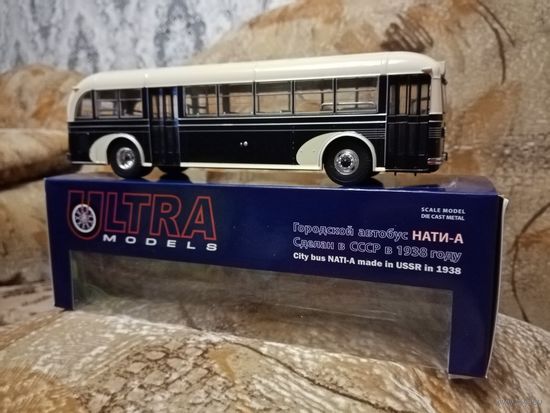 ULTRA
MODELS
SCALE MODEL
DIE CAST METAL
Городской автобус НАТИ-А
Сделан в СССР в 1938 году
City bus NATI-A made in USSR in 1938